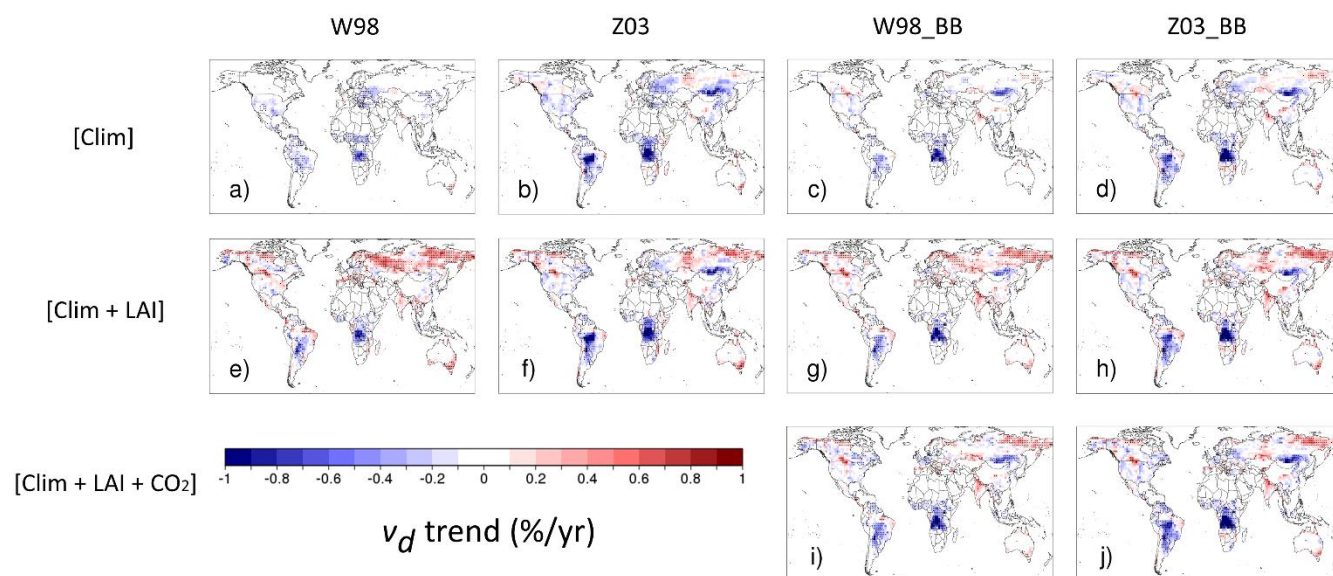 W98 Z03 W98_BB Z03_BB
[Clim]
a) b) c) d)
[Clim + LAI]
e) f) g) h)
[Clim + LAI + CO₂]
-1 -0.8 -0.6 -0.4 -0.2 0 0.2 0.4 0.6 0.8 1
v_d trend (%/yr)
i) j)